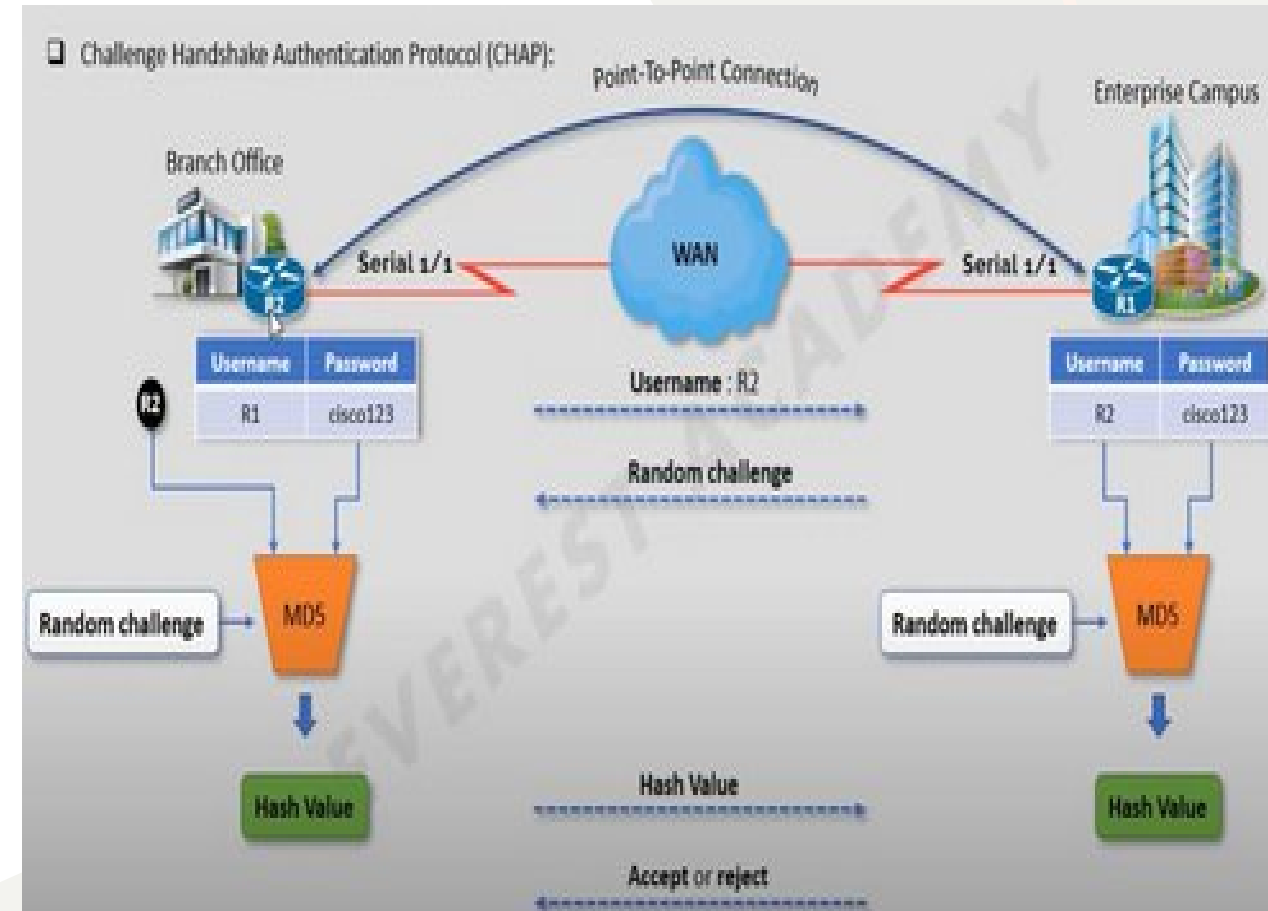 Challenge Handshake Authentication Protocol (CHAP):
Point-To-Point Connection
Enterprise Campus
Branch Office
Serial 1/1
WAN
Serial 1/1
R2
R1
Username Password
R1 cisco123
R2
Username : R2
Random challenge
Username Password
R2 cisco123
MD5
Random challenge
MD5
Random challenge
Hash Value
Hash Value
Hash Value
Accept or reject
EVEREST ACADEMY